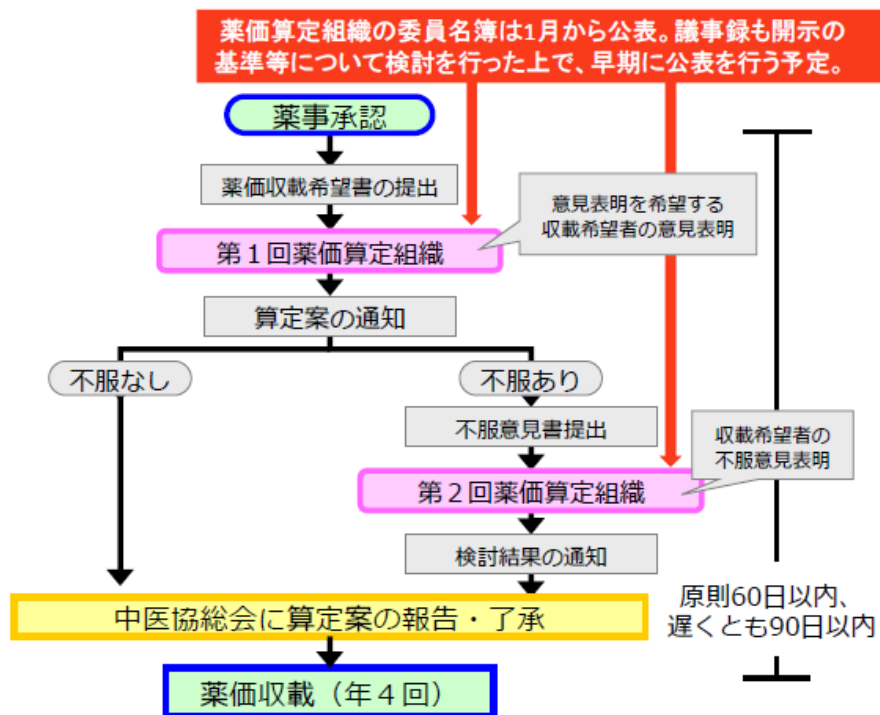 薬価算定組織の委員名簿は1月から公表。議事録も開示の
基準等について検討を行った上で、早期に公表を行う予定。
薬事承認
薬価収載希望書の提出
意見表明を希望する
収載希望者の意見表明
第１回薬価算定組織
算定案の通知
不服なし
不服あり
不服意見書提出
収載希望者の
不服意見表明
第２回薬価算定組織
検討結果の通知
原則60日以内、
遅くとも90日以内
中医協総会に算定案の報告・了承
薬価収載（年４回）